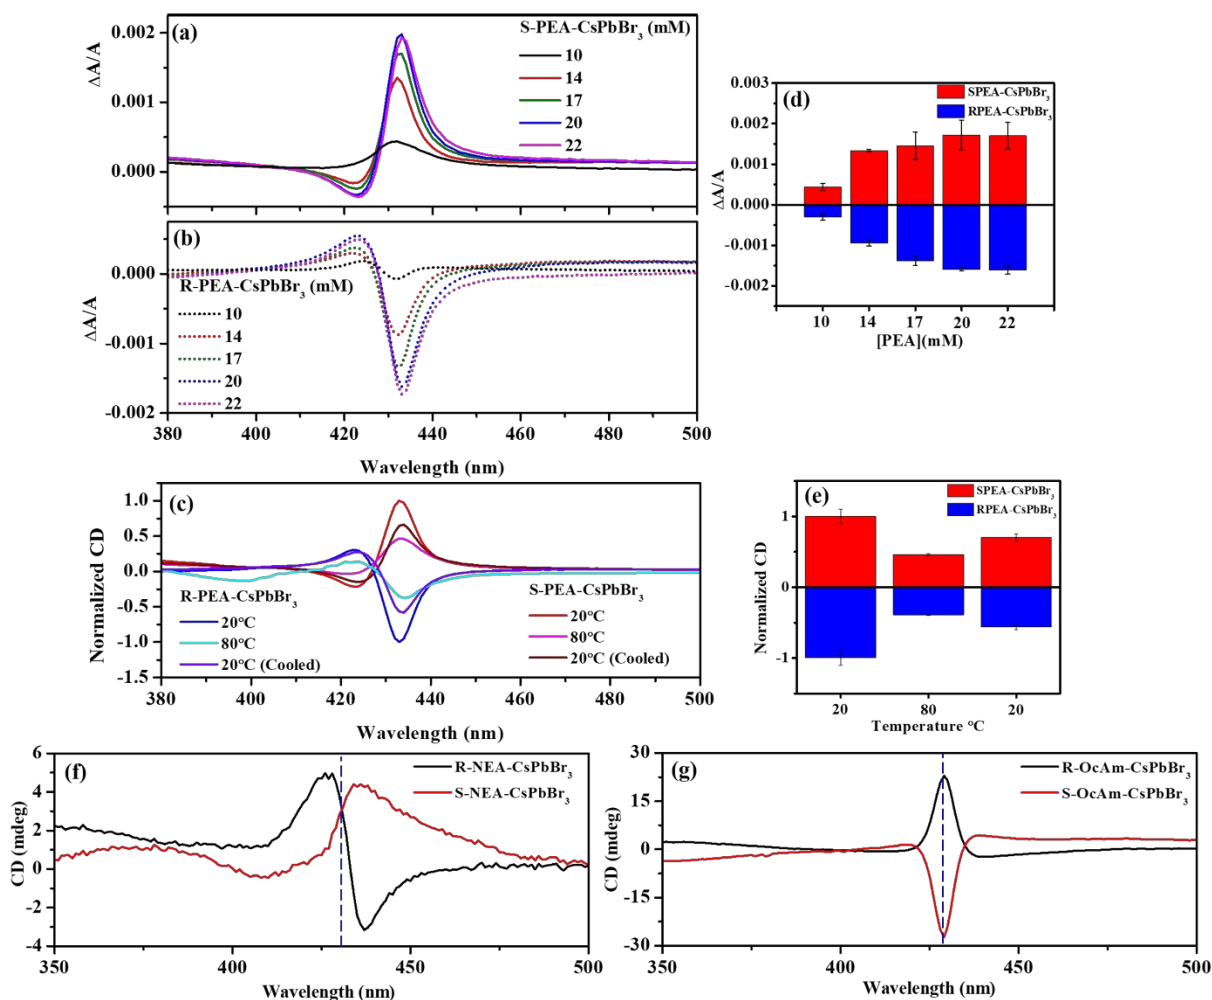 (a)
S-PEA-CsPbBr₃ (mM)
10
14
17
20
22
ΔA/A
0.002
0.001
0.000
(b)
R-PEA-CsPbBr₃ (mM)
10
14
17
20
22
ΔA/A
0.000
-0.001
-0.002
380 400 420 440 460 480 500
Wavelength (nm)
(d)
SPEA-CsPbBr₃
RPEA-CsPbBr₃
ΔA/A
0.003
0.002
0.001
0.000
-0.001
-0.002
10 14 17 20 22
[PEA](mM)
(c)
R-PEA-CsPbBr₃
20°C
80°C
20°C (Cooled)
S-PEA-CsPbBr₃
20°C
80°C
20°C (Cooled)
Normalized CD
1.0
0.5
0.0
-0.5
-1.0
-1.5
380 400 420 440 460 480 500
Wavelength (nm)
(e)
SPEA-CsPbBr₃
RPEA-CsPbBr₃
Normalized CD
1
0
-1
20 80 20
Temperature °C
(f)
R-NEA-CsPbBr₃
S-NEA-CsPbBr₃
CD (mdeg)
6
4
2
0
-2
-4
350 400 450 500
Wavelength (nm)
(g)
R-OcAm-CsPbBr₃
S-OcAm-CsPbBr₃
CD (mdeg)
30
15
0
-15
-30
350 400 450 500
Wavelength (nm)